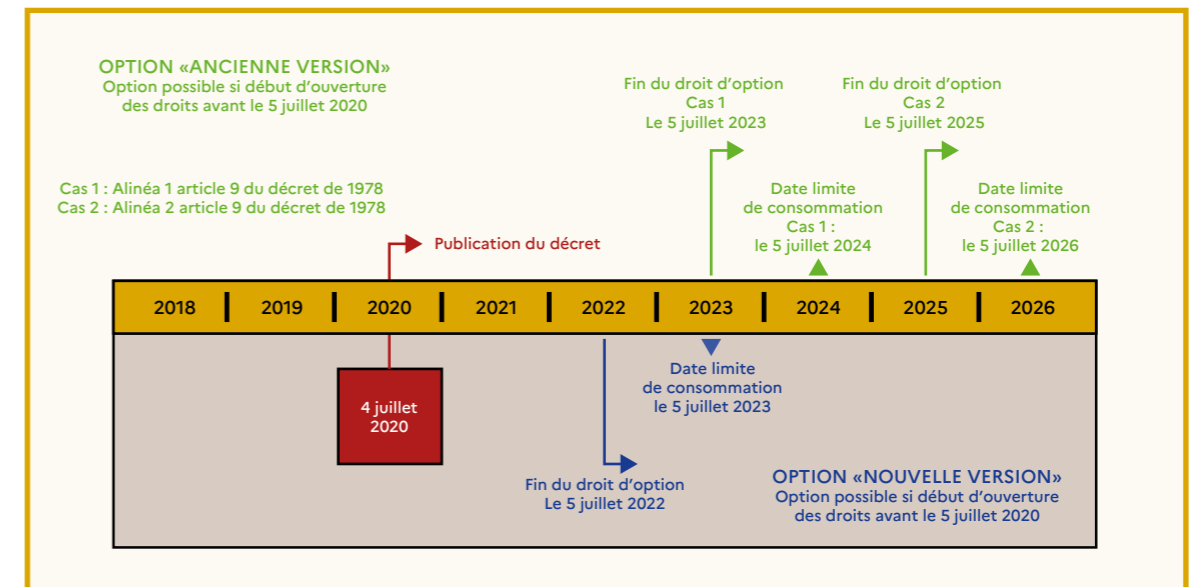 OPTION «ANCIENNE VERSION»
Option possible si début d'ouverture
des droits avant le 5 juillet 2020
Fin du droit d'option
Cas 1
Le 5 juillet 2023
Fin du droit d'option
Cas 2
Le 5 juillet 2025
Cas 1 : Alinéa 1 article 9 du décret de 1978
Cas 2 : Alinéa 2 article 9 du décret de 1978
Date limite
de consommation
Cas 1 :
le 5 juillet 2024
Date limite
de consommation
Cas 2 :
le 5 juillet 2026
Publication du décret
2018 2019 2020 2021 2022 2023 2024 2025 2026
4 juillet
2020
Date limite
de consommation
le 5 juillet 2023
Fin du droit d'option
Le 5 juillet 2022
OPTION «NOUVELLE VERSION»
Option possible si début d'ouverture
des droits avant le 5 juillet 2020